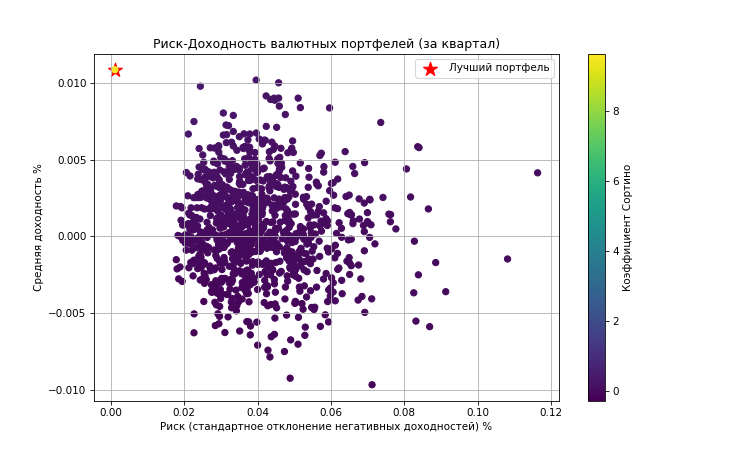 Риск-Доходность валютных портфелей (за квартал)
Лучший портфель
0.010
0.005
0.000
−0.005
−0.010
Средняя доходность %
0.00 0.02 0.04 0.06 0.08 0.10 0.12
Риск (стандартное отклонение негативных доходностей) %
8
6
4
2
0
Коэффициент Сортино